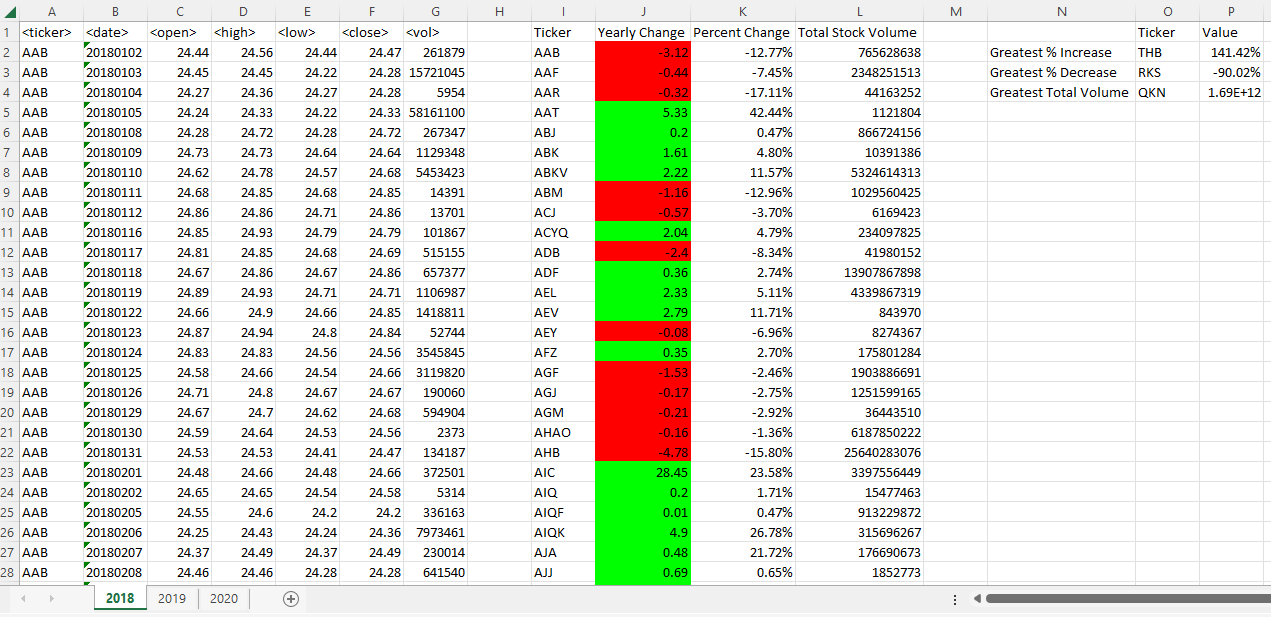 A B C D E F G H I J K L M N O P
1 <ticker> <date> <open> <high> <low> <close> <vol> Ticker Yearly Change Percent Change Total Stock Volume Ticker Value
2 AAB 20180102 24.44 24.56 24.44 24.47 261879 AAB -3.12 -12.77% 765628638 Greatest % Increase THB 141.42%
3 AAB 20180103 24.45 24.45 24.22 24.28 15721045 AAF -0.44 -7.45% 2348251513 Greatest % Decrease RKS -90.02%
4 AAB 20180104 24.27 24.36 24.27 24.28 5954 AAR -0.32 -17.11% 44163252 Greatest Total Volume QKN 1.69E+12
5 AAB 20180105 24.24 24.33 24.22 24.33 58161100 AAT 5.33 42.44% 1121804
6 AAB 20180108 24.28 24.72 24.28 24.72 267347 ABJ 0.2 0.47% 866724156
7 AAB 20180109 24.73 24.73 24.64 24.64 1129348 ABK 1.61 4.80% 10391386
8 AAB 20180110 24.62 24.78 24.57 24.68 5453423 ABKV 2.22 11.57% 5324614313
9 AAB 20180111 24.68 24.85 24.68 24.85 14391 ABM -1.16 -12.96% 1029560425
10 AAB 20180112 24.86 24.86 24.71 24.86 13701 ACJ -0.57 -3.70% 6169423
11 AAB 20180116 24.85 24.93 24.79 24.79 101867 ACYQ 2.04 4.79% 234097825
12 AAB 20180117 24.81 24.85 24.68 24.69 515155 ADB -2.4 -8.34% 41980152
13 AAB 20180118 24.67 24.86 24.67 24.86 657377 ADF 0.36 2.74% 13907867898
14 AAB 20180119 24.89 24.93 24.71 24.71 1106987 AEL 2.33 5.11% 4339867319
15 AAB 20180122 24.66 24.9 24.66 24.85 1418811 AEV 2.79 11.71% 843970
16 AAB 20180123 24.87 24.94 24.8 24.84 52744 AEY -0.08 -6.96% 8274367
17 AAB 20180124 24.83 24.83 24.56 24.56 3545845 AFZ 0.35 2.70% 175801284
18 AAB 20180125 24.58 24.66 24.54 24.66 3119820 AGF -1.53 -2.46% 1903886691
19 AAB 20180126 24.71 24.8 24.67 24.67 190060 AGJ -0.17 -2.75% 1251599165
20 AAB 20180129 24.67 24.7 24.62 24.68 594904 AGM -0.21 -2.92% 36443510
21 AAB 20180130 24.59 24.64 24.53 24.56 2373 AHAO -0.16 -1.36% 6187850222
22 AAB 20180131 24.53 24.53 24.41 24.47 134187 AHB -4.78 -15.80% 25640283076
23 AAB 20180201 24.48 24.66 24.48 24.66 372501 AIC 28.45 23.58% 3397556449
24 AAB 20180202 24.65 24.65 24.54 24.58 5314 AIQ 0.2 1.71% 15477463
25 AAB 20180205 24.55 24.6 24.2 24.2 336163 AIQF 0.01 0.47% 913229872
26 AAB 20180206 24.25 24.43 24.24 24.36 7973461 AIQK 4.9 26.78% 315696267
27 AAB 20180207 24.37 24.49 24.37 24.49 230014 AJA 0.48 21.72% 176690673
28 AAB 20180208 24.46 24.46 24.28 24.28 641540 AJJ 0.69 0.65% 1852773
2018 2019 2020